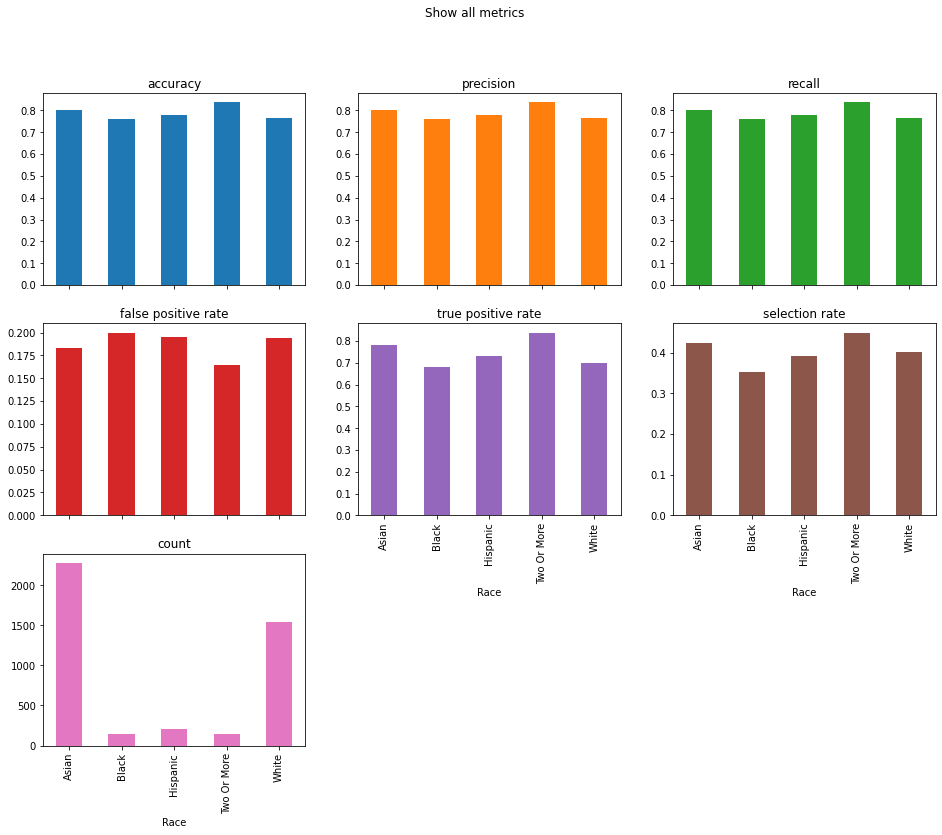 Show all metrics
accuracy
0.8
0.7
0.6
0.5
0.4
0.3
0.2
0.1
0.0
precision
0.8
0.7
0.6
0.5
0.4
0.3
0.2
0.1
0.0
recall
0.8
0.7
0.6
0.5
0.4
0.3
0.2
0.1
0.0
false positive rate
0.200
0.175
0.150
0.125
0.100
0.075
0.050
0.025
0.000
true positive rate
0.8
0.7
0.6
0.5
0.4
0.3
0.2
0.1
0.0
Asian
Black
Hispanic
Two Or More
White
Race
selection rate
0.4
0.3
0.2
0.1
0.0
Asian
Black
Hispanic
Two Or More
White
Race
count
2000
1500
1000
500
0
Asian
Black
Hispanic
Two Or More
White
Race